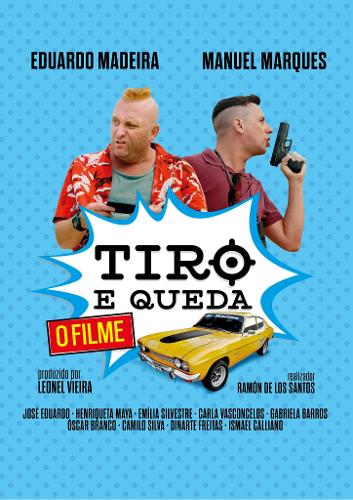 EDUARDO MADEIRA
MANUEL MARQUES
TIRO
E QUEDA
O FILME
produzido por
LEONEL VIEIRA
realizador
RAMÓN DE LOS SANTOS
JOSÉ EDUARDO · HENRIQUETA MAYA · EMÍLIA SILVESTRE · CARLA VASCONCELOS · GABRIELA BARROS
ÓSCAR BRANCO · CAMILO SILVA · DINARTE FREITAS · ISMAEL CALLIANO